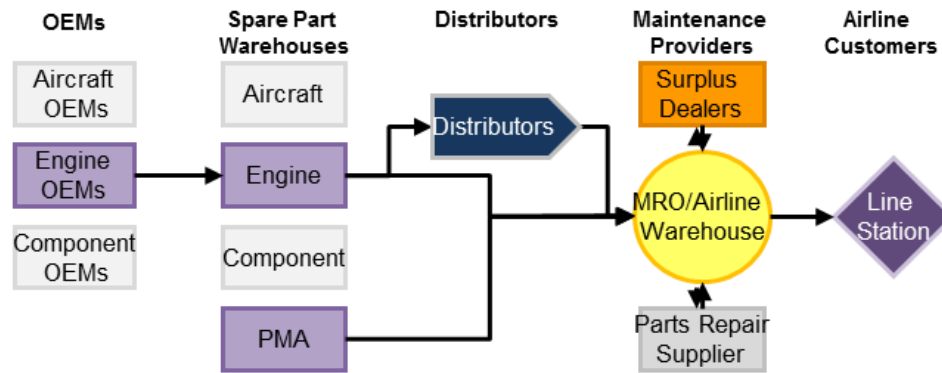 OEMs
Spare Part
Warehouses
Distributors
Maintenance
Providers
Airline
Customers
Aircraft
OEMs
Aircraft
Surplus
Dealers
Distributors
Engine
OEMs
Engine
MRO/Airline
Warehouse
Line
Station
Component
OEMs
Component
PMA
Parts Repair
Supplier